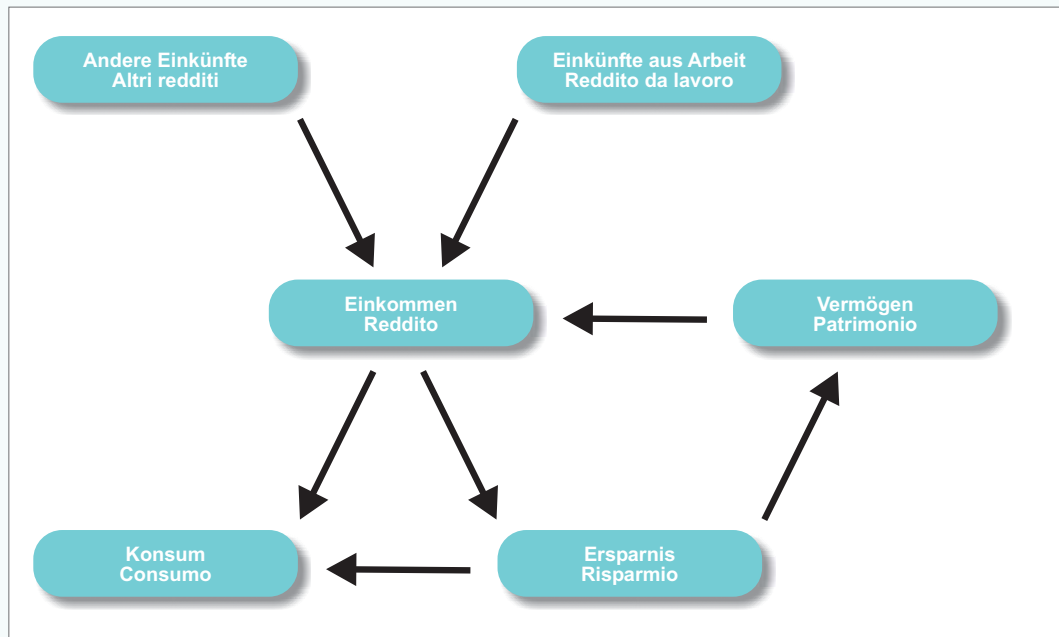 Andere Einkünfte
Altri redditi
Einkünfte aus Arbeit
Reddito da lavoro
Einkommen
Reddito
Vermögen
Patrimonio
Konsum
Consumo
Ersparnis
Risparmio